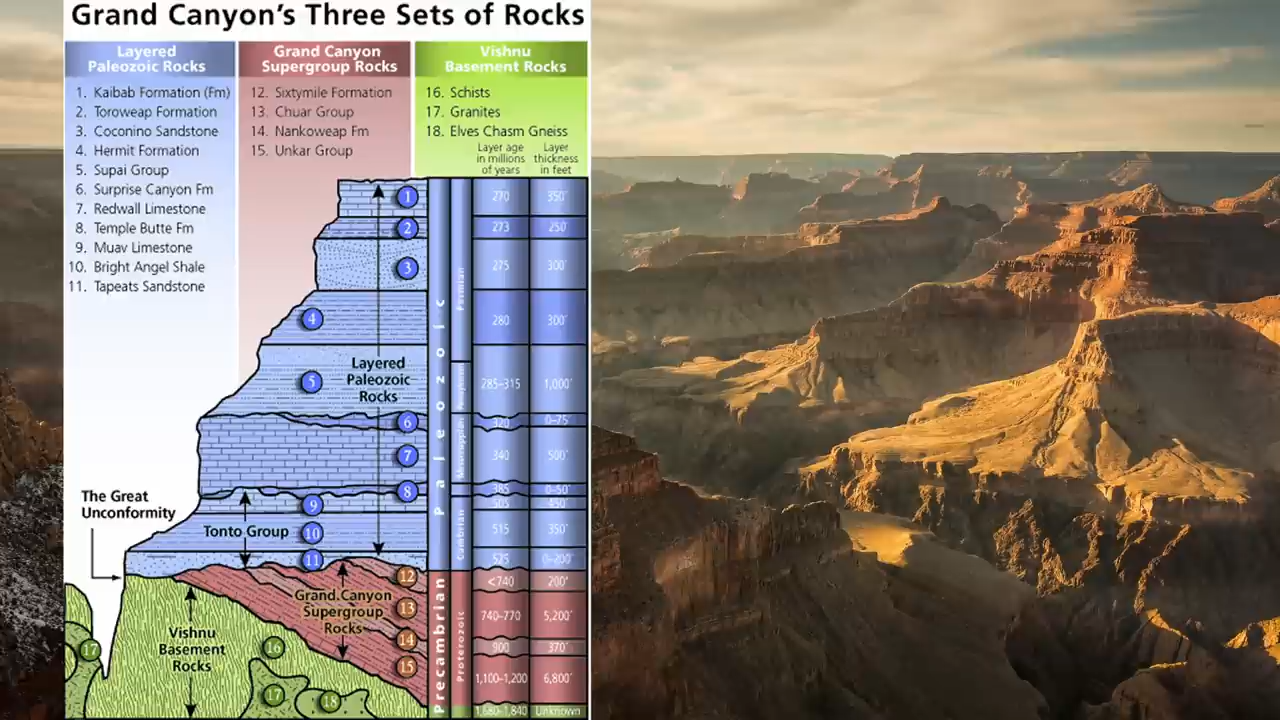 Grand Canyon's Three Sets of Rocks
Layered
Paleozoic Rocks
1. Kaibab Formation (Fm)
2. Toroweap Formation
3. Coconino Sandstone
4. Hermit Formation
5. Supai Group
6. Surprise Canyon Fm
7. Redwall Limestone
8. Temple Butte Fm
9. Muav Limestone
10. Bright Angel Shale
11. Tapeats Sandstone
Grand Canyon
Supergroup Rocks
12. Sixtymile Formation
13. Chuar Group
14. Nankoweap Fm
15. Unkar Group
Vishnu
Basement Rocks
16. Schists
17. Granites
18. Elves Chasm Gneiss
Layer age
in millions
of years
Layer
thickness
in feet
1 270 350'
2 273 250'
3 275 300'
4 280 300'
5 285–315 1,000'
6 320 0–75'
7 340 500'
8 385 0–50'
9 505 450'
10 515 350'
11 525 0–200'
12 <740 200'
13 740–770 5,200'
14 900 370'
15 1,100–1,200 6,800'
1,680–1,840 Unknown
Layered
Paleozoic
Rocks
The Great
Unconformity
Tonto Group
Grand Canyon
Supergroup
Rocks
Vishnu
Basement
Rocks
17
16
17
18
Paleozoic
Precambrian
Permian
Mississippian
Cambrian
Proterozoic